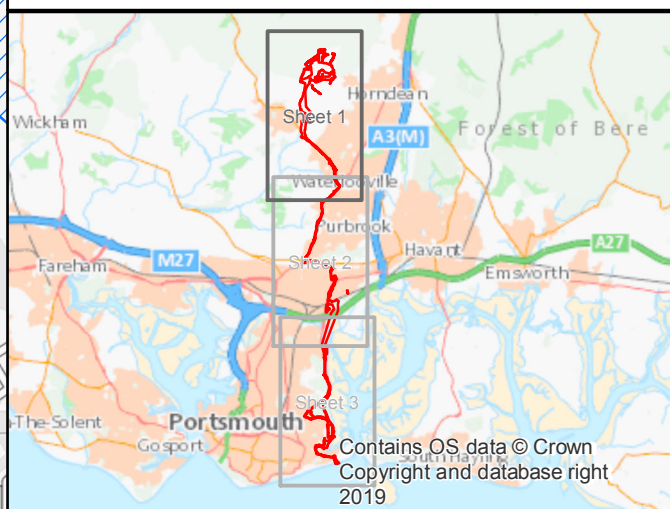 Horndean
Sheet 1
Wickham
A3(M)
Forest of Bere
Waterlooville
Purbrook
Havant
A27
M27
Sheet 2
Fareham
Emsworth
Sheet 3
-The-Solent
Portsmouth
Gosport
South Hayling
Contains OS data © Crown
Copyright and database right
2019